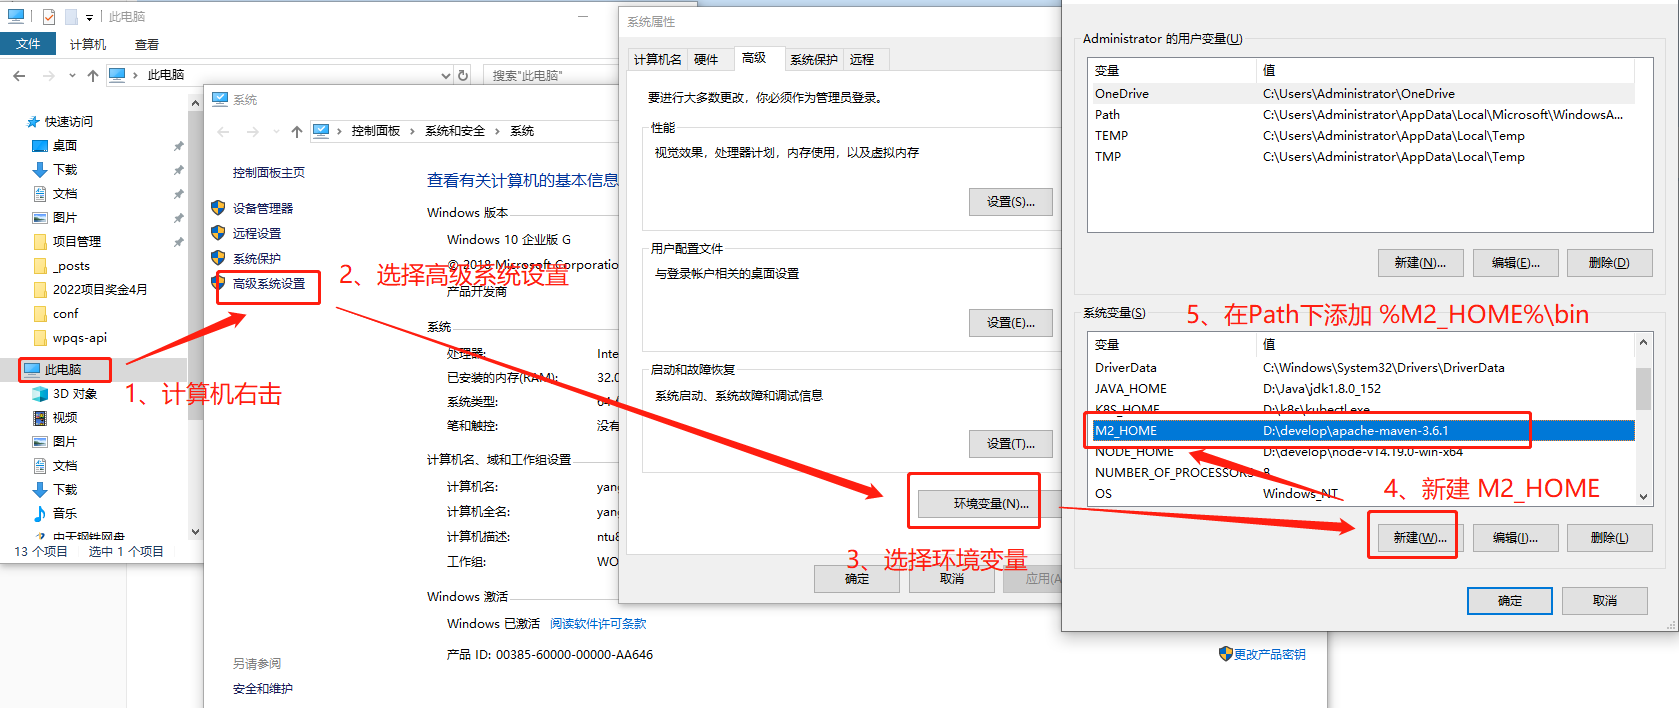 此电脑
文件
计算机
查看
此电脑
搜索"此电脑"
快速访问
桌面
下载
文档
图片
项目管理
_posts
2022项目奖金4月
conf
wpqs-api
此电脑
3D 对象
视频
图片
文档
下载
音乐
13 个项目
选中 1 个项目
1、计算机右击
系统
控制面板
系统和安全
系统
控制面板主页
设备管理器
远程设置
系统保护
高级系统设置
另请参阅
安全和维护
查看有关计算机的基本信息
Windows 版本
Windows 10 企业版 G
© 2018 Microsoft Corporatio
产品开发商
2、选择高级系统设置
系统
处理器:
Inte
已安装的内存(RAM):
32.0
系统类型:
64
笔和触控:
没有
计算机名、域和工作组设置
计算机名:
yang
计算机全名:
yang
计算机描述:
ntu8
工作组:
WO
Windows 激活
Windows 已激活
阅读软件许可条款
产品 ID: 00385-60000-00000-AA646
更改产品密钥
系统属性
计算机名
硬件
高级
系统保护
远程
要进行大多数更改，你必须作为管理员登录。
性能
视觉效果，处理器计划，内存使用，以及虚拟内存
设置(S)...
用户配置文件
与登录帐户相关的桌面设置
设置(E)...
启动和故障恢复
系统启动、系统故障和调试信息
设置(T)...
环境变量(N)...
3、选择环境变量
确定
取消
应用(A
Administrator 的用户变量(U)
变量
值
OneDrive
C:\Users\Administrator\OneDrive
Path
C:\Users\Administrator\AppData\Local\Microsoft\WindowsA...
TEMP
C:\Users\Administrator\AppData\Local\Temp
TMP
C:\Users\Administrator\AppData\Local\Temp
新建(N)...
编辑(E)...
删除(D)
系统变量(S)
5、在Path下添加 %M2_HOME%\bin
变量
值
DriverData
C:\Windows\System32\Drivers\DriverData
JAVA_HOME
D:\Java\jdk1.8.0_152
K8S_HOME
D:\k8s\kubectl.exe
M2_HOME
D:\develop\apache-maven-3.6.1
NODE_HOME
D:\develop\node-v14.19.0-win-x64
NUMBER_OF_PROCESSORS
8
OS
Windows_NT
4、新建 M2_HOME
新建(W)...
编辑(I)...
删除(L)
确定
取消